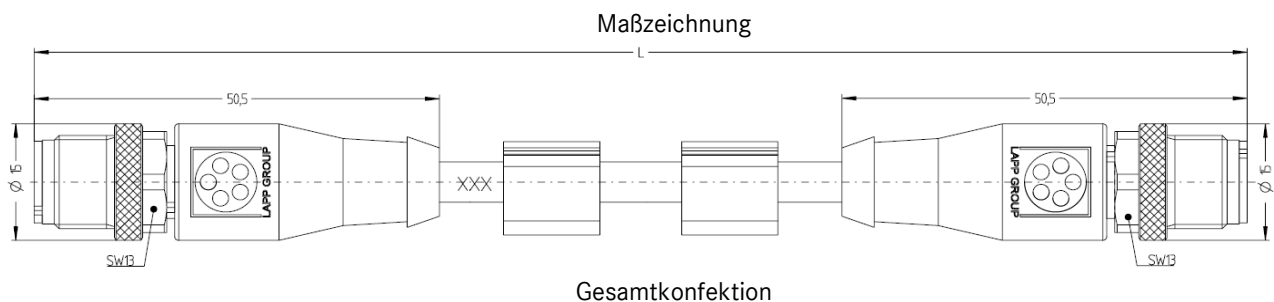 Maßzeichnung
L
50,5
50,5
Ø 15
LAPP GROUP
XXX
LAPP GROUP
Ø 15
SW13
SW13
Gesamtkonfektion